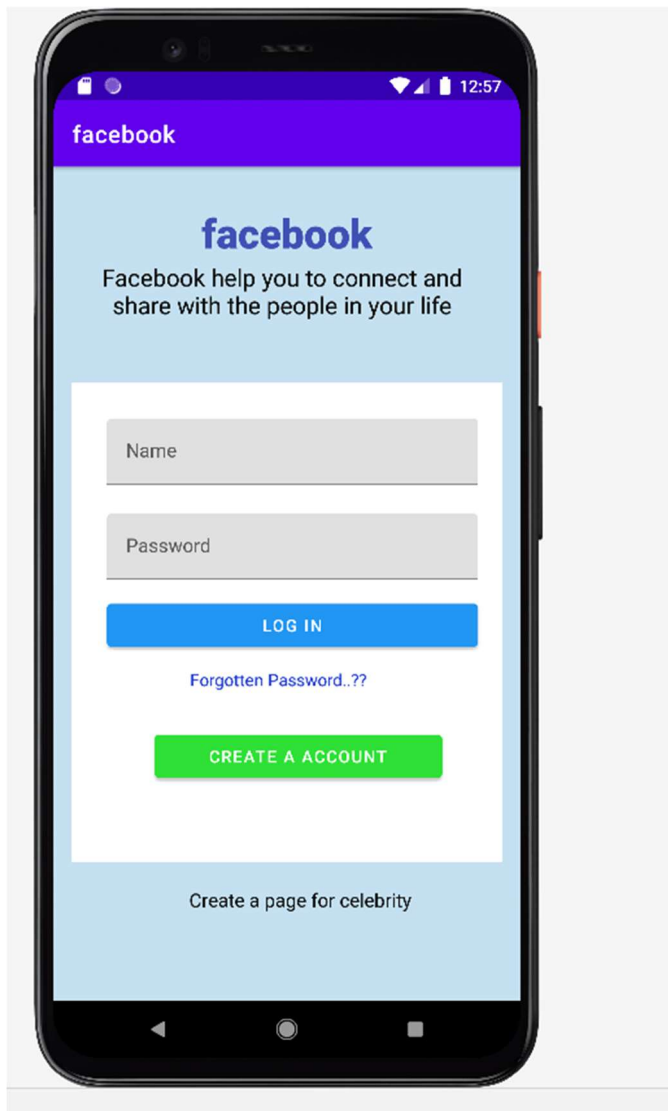 12:57
facebook
facebook
Facebook help you to connect and
share with the people in your life
Name
Password
LOG IN
Forgotten Password..??
CREATE A ACCOUNT
Create a page for celebrity